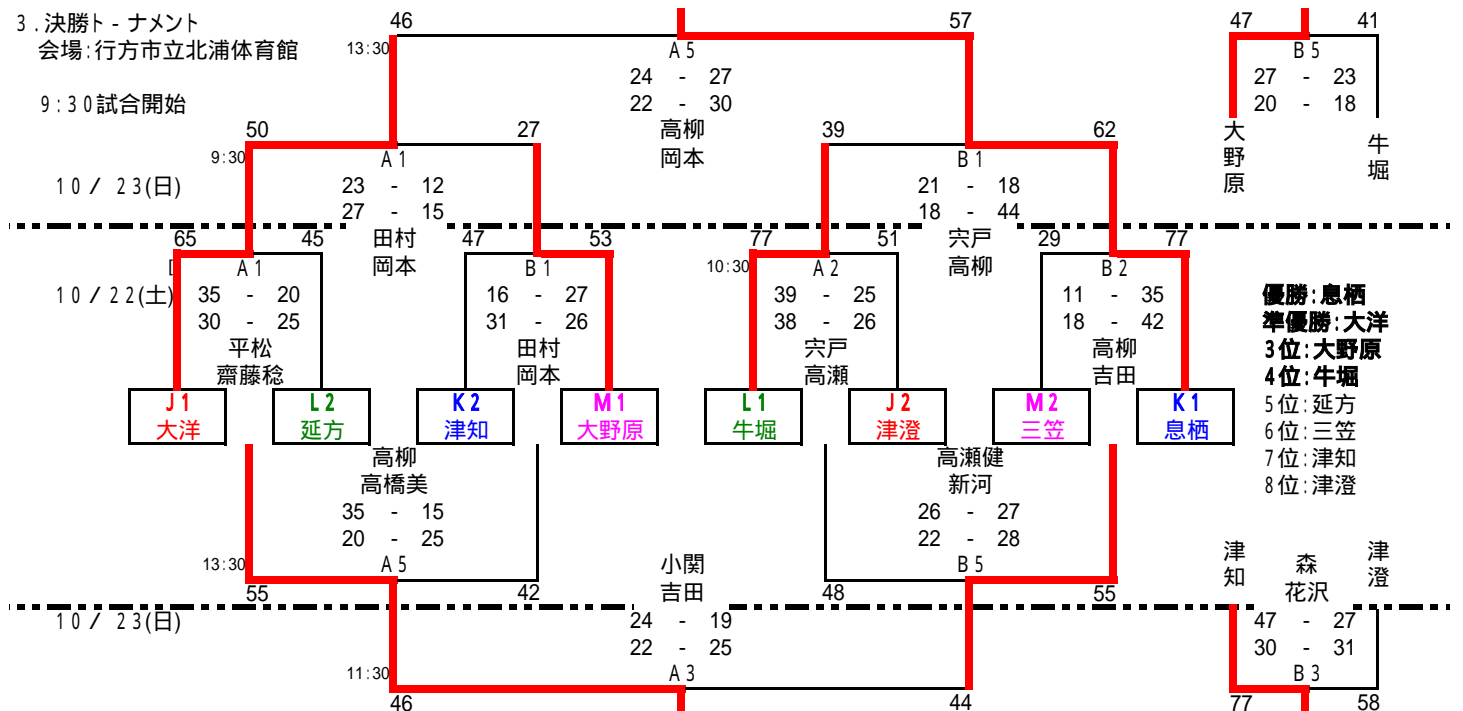 3.決勝ト-ナメント
会場:行方市立北浦体育館
9:30試合開始
46
57
13:30
A5
24 - 27
22 - 30
高柳
岡本
47
41
B5
27 - 23
20 - 18
大野原
牛堀
10/23(日)
50
27
9:30
A1
23 - 12
27 - 15
田村
岡本
39
62
B1
21 - 18
18 - 44
宍戸
高柳
10/22(土)
65
45
A1
35 - 20
30 - 25
平松
齋藤稔
47
53
B1
16 - 27
31 - 26
田村
岡本
77
51
10:30
A2
39 - 25
38 - 26
宍戸
高瀬
29
77
B2
11 - 35
18 - 42
高柳
吉田
J1
大洋
L2
延方
K2
津知
M1
大野原
L1
牛堀
J2
津澄
M2
三笠
K1
息栖
優勝:息栖
準優勝:大洋
3位:大野原
4位:牛堀
5位:延方
6位:三笠
7位:津知
8位:津澄
高柳
高橋美
35 - 15
20 - 25
13:30
A5
55
42
高瀬健
新河
26 - 27
22 - 28
B5
48
55
10/23(日)
小関
吉田
24 - 19
22 - 25
11:30
A3
46
44
津知
森
花沢
津澄
47 - 27
30 - 31
B3
77
58